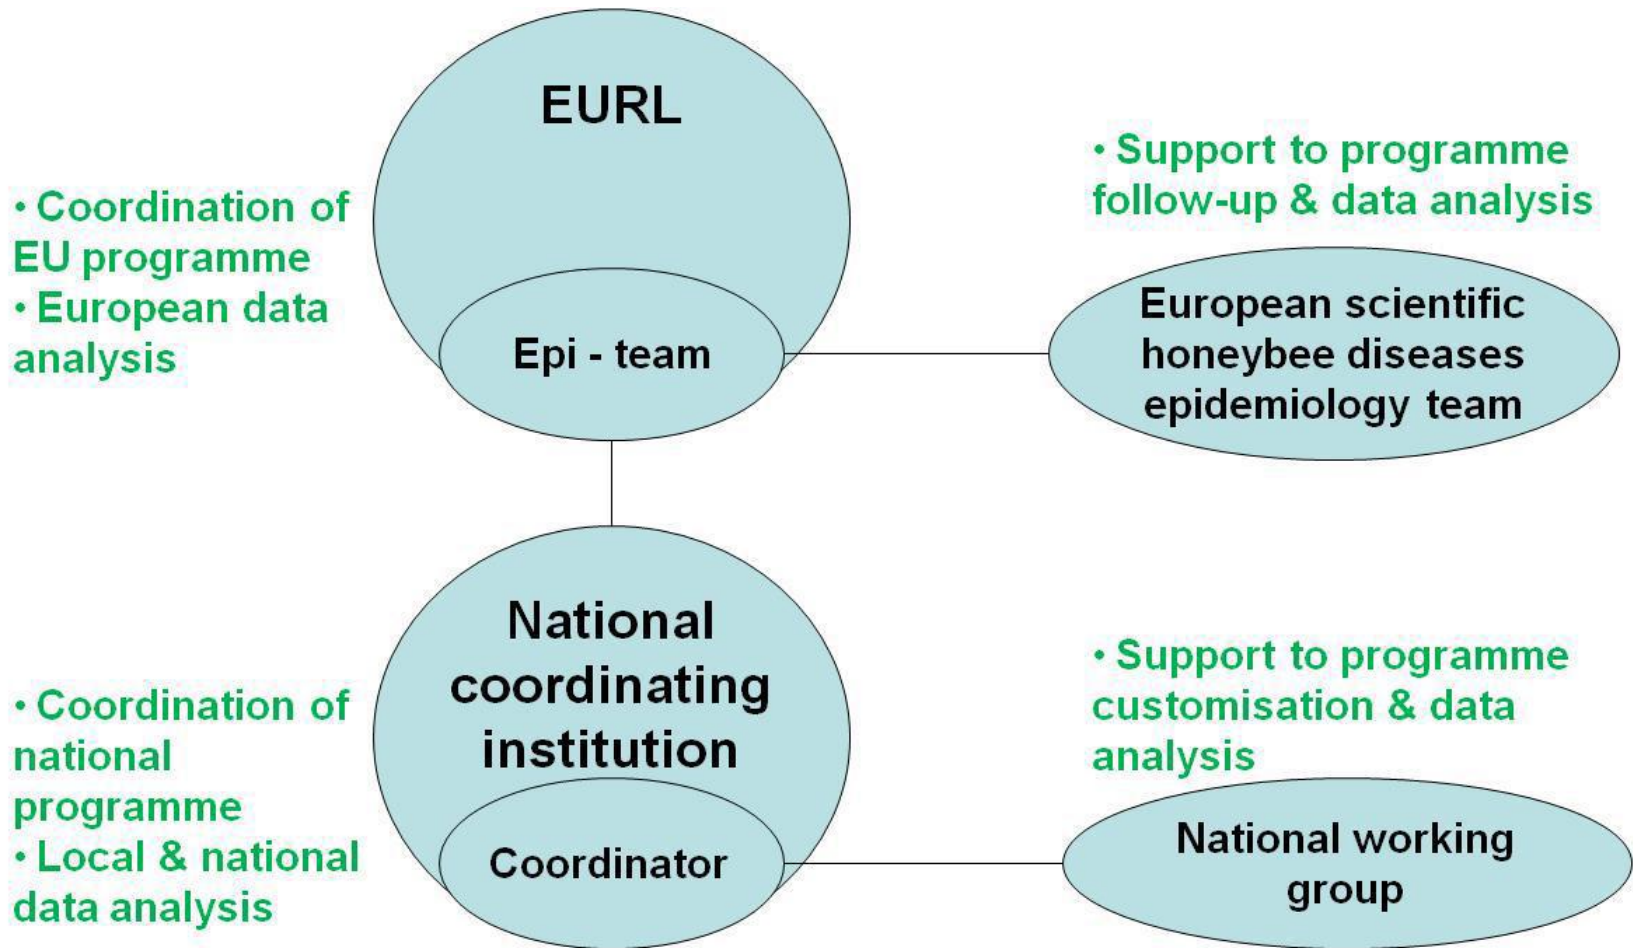 EURL
• Coordination of
EU programme
• European data
analysis
Epi - team
• Support to programme
follow-up & data analysis
European scientific
honeybee diseases
epidemiology team
National
coordinating
institution
• Coordination of
national
programme
• Local & national
data analysis
Coordinator
• Support to programme
customisation & data
analysis
National working
group